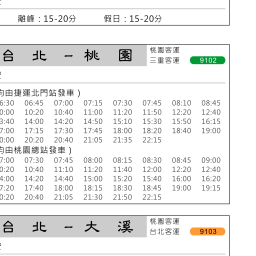 離峰：15-20分 假日：15-20分
台北－桃園 桃園客運
三重客運 9102
均由捷運北門站發車）
6:30 06:45 07:00 07:15 07:30 07:45 08:10 08:45
0:00 10:20 10:40 11:00 11:20 11:50 12:20 12:40
3:40 14:00 14:20 14:50 15:10 15:30 15:50 16:15
7:00 17:15 17:30 17:45 18:00 18:20 18:40 19:00
0:00 20:20 20:40 21:05 21:35 22:15
均由桃園總站發車）
7:00 07:30 07:45 08:00 08:15 08:30 08:45 09:00
0:20 10:40 11:10 11:20 11:40 12:00 12:20 12:40
4:00 14:20 14:40 15:00 15:20 15:40 16:00 16:20
7:20 17:40 18:00 18:15 18:30 18:45 19:00 19:15
0:20 20:40 21:05 21:30 21:50 22:15
台北－大溪 桃園客運
台北客運 9103